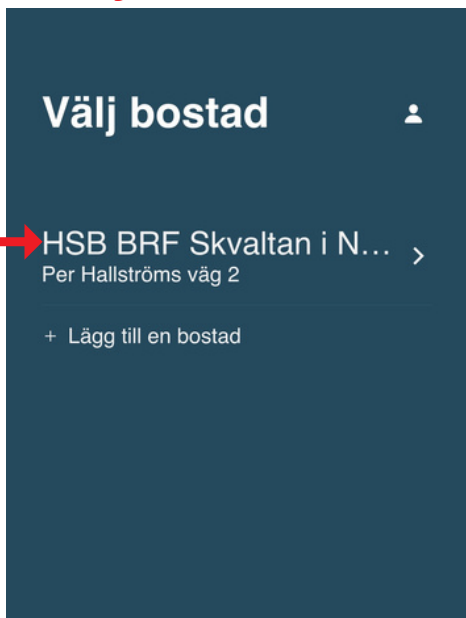 Välj bostad
HSB BRF Skvaltan i N...
Per Hallströms väg 2
+ Lägg till en bostad